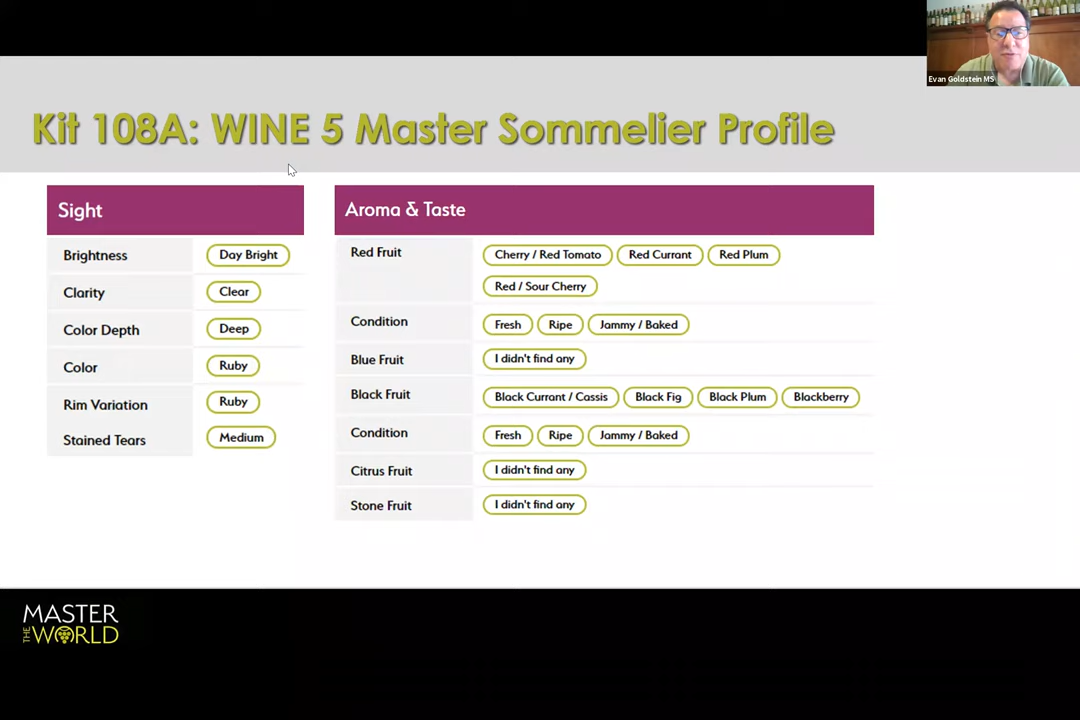 Evan Goldstein MS
Kit 108A: WINE 5 Master Sommelier Profile
Sight
Brightness Day Bright
Clarity Clear
Color Depth Deep
Color Ruby
Rim Variation Ruby
Stained Tears Medium
Aroma & Taste
Red Fruit Cherry / Red Tomato Red Currant Red Plum
Red / Sour Cherry
Condition Fresh Ripe Jammy / Baked
Blue Fruit I didn't find any
Black Fruit Black Currant / Cassis Black Fig Black Plum Blackberry
Condition Fresh Ripe Jammy / Baked
Citrus Fruit I didn't find any
Stone Fruit I didn't find any
MASTER
THE WORLD